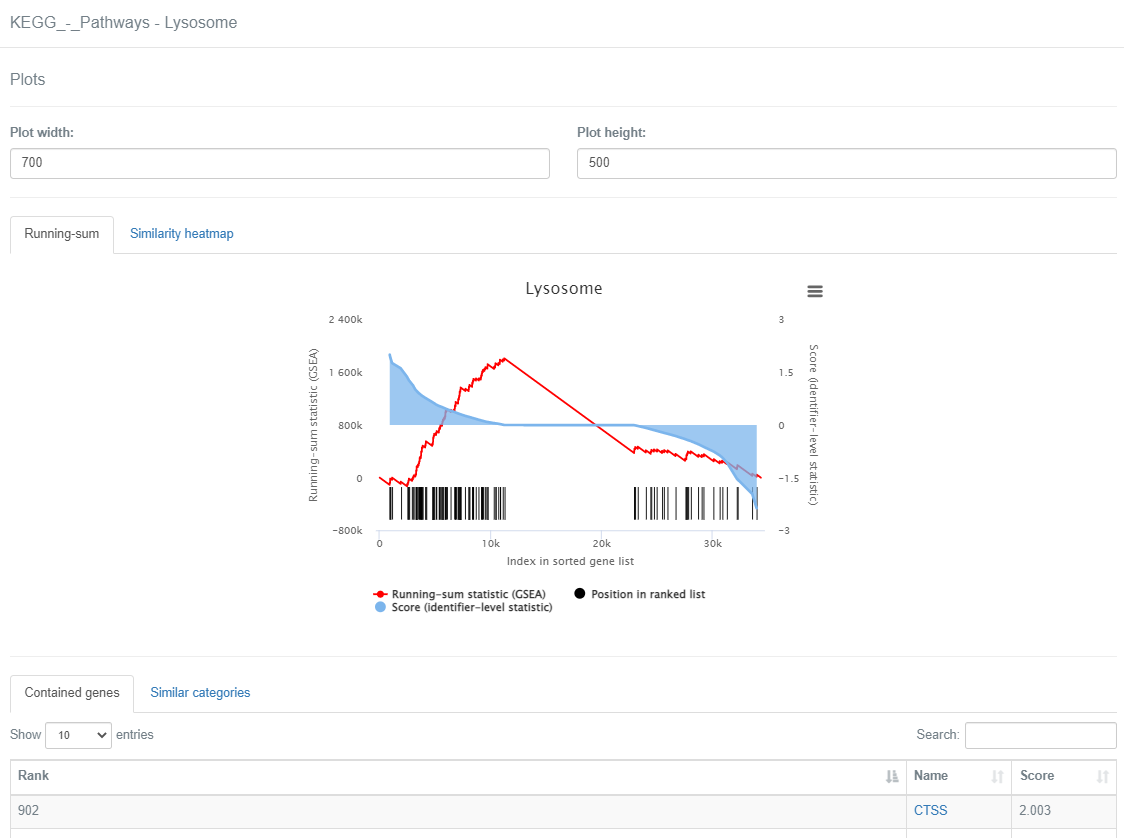 KEGG_-_Pathways - Lysosome
Plots
Plot width:
Plot height:
700
500
Running-sum
Similarity heatmap
Lysosome
2 400k
1 600k
800k
0
−800k
Running-sum statistic (GSEA)
3
1.5
0
−1.5
−3
Score (identifier-level statistic)
0
10k
20k
30k
Index in sorted gene list
Running-sum statistic (GSEA)
Position in ranked list
Score (identifier-level statistic)
Contained genes
Similar categories
Show 10 entries
Search:
Rank
Name
Score
902
CTSS
2.003